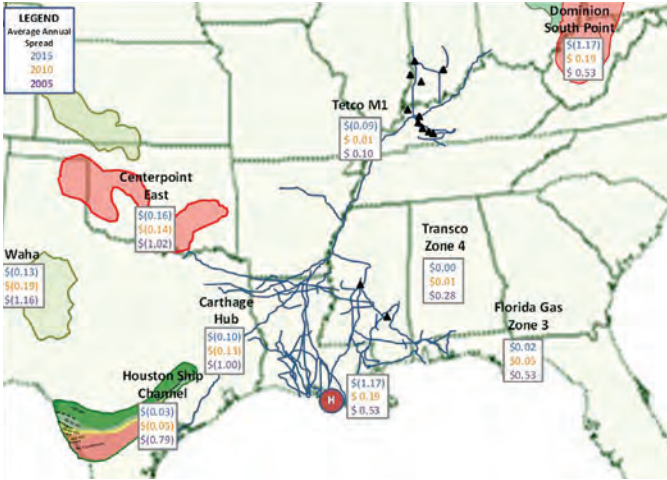 LEGEND
Average Annual
Spread
2015
2010
2005
Dominion
South Point
$(1.17)
$ 0.19
$ 0.53
Tetco M1
$(0.09)
$ 0.01
$ 0.10
Centerpoint
East
$(0.16)
$(0.14)
$(1.02)
Waha
$(0.13)
$(0.19)
$(1.16)
Transco
Zone 4
$0.00
$0.01
$0.28
Carthage
Hub
$(0.10)
$(0.13)
$(1.00)
Florida Gas
Zone 3
$0.02
$0.05
$0.53
Houston Ship
Channel
$(0.03)
$(0.05)
$(0.79)
H
$(1.17)
$ 0.19
$ 0.53